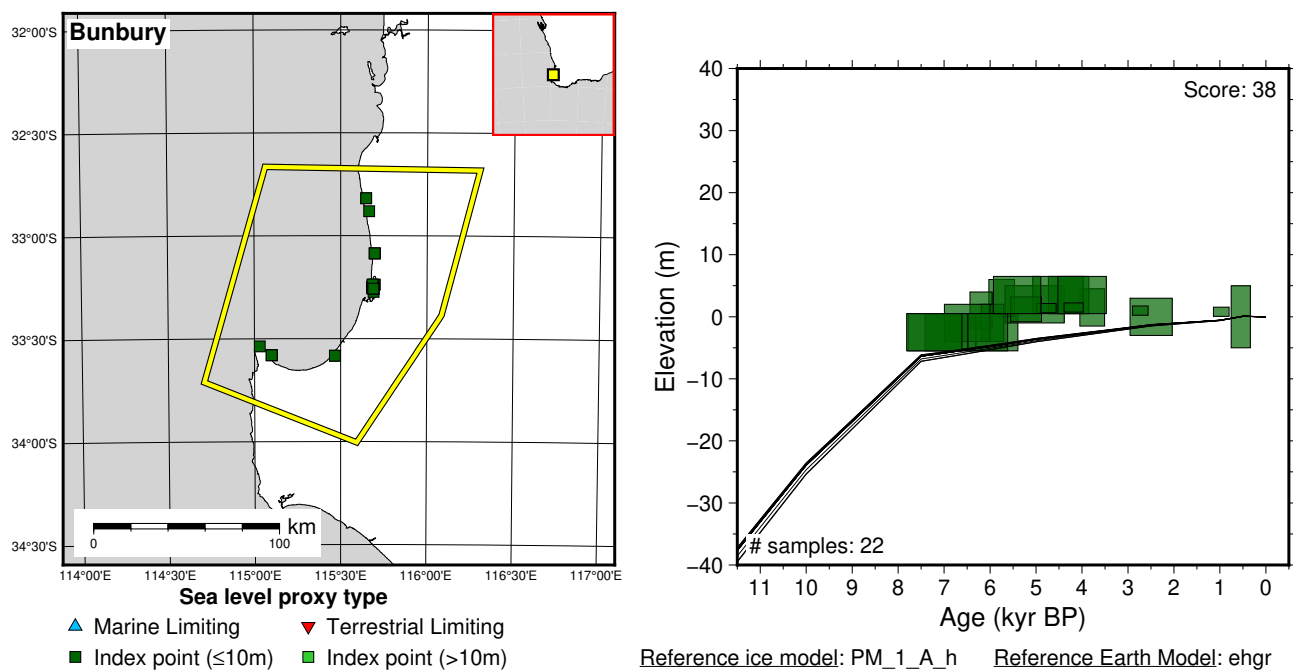 Bunbury
32°00'S
32°30'S
33°00'S
33°30'S
34°00'S
34°30'S
km
0 100
114°00'E 114°30'E 115°00'E 115°30'E 116°00'E 116°30'E 117°00'E
Sea level proxy type
Marine Limiting Terrestrial Limiting
Index point (≤10m) Index point (>10m)
Score: 38
Elevation (m)
40
30
20
10
0
−10
−20
−30
−40
# samples: 22
11 10 9 8 7 6 5 4 3 2 1 0
Age (kyr BP)
Reference ice model: PM_1_A_h Reference Earth Model: ehgr